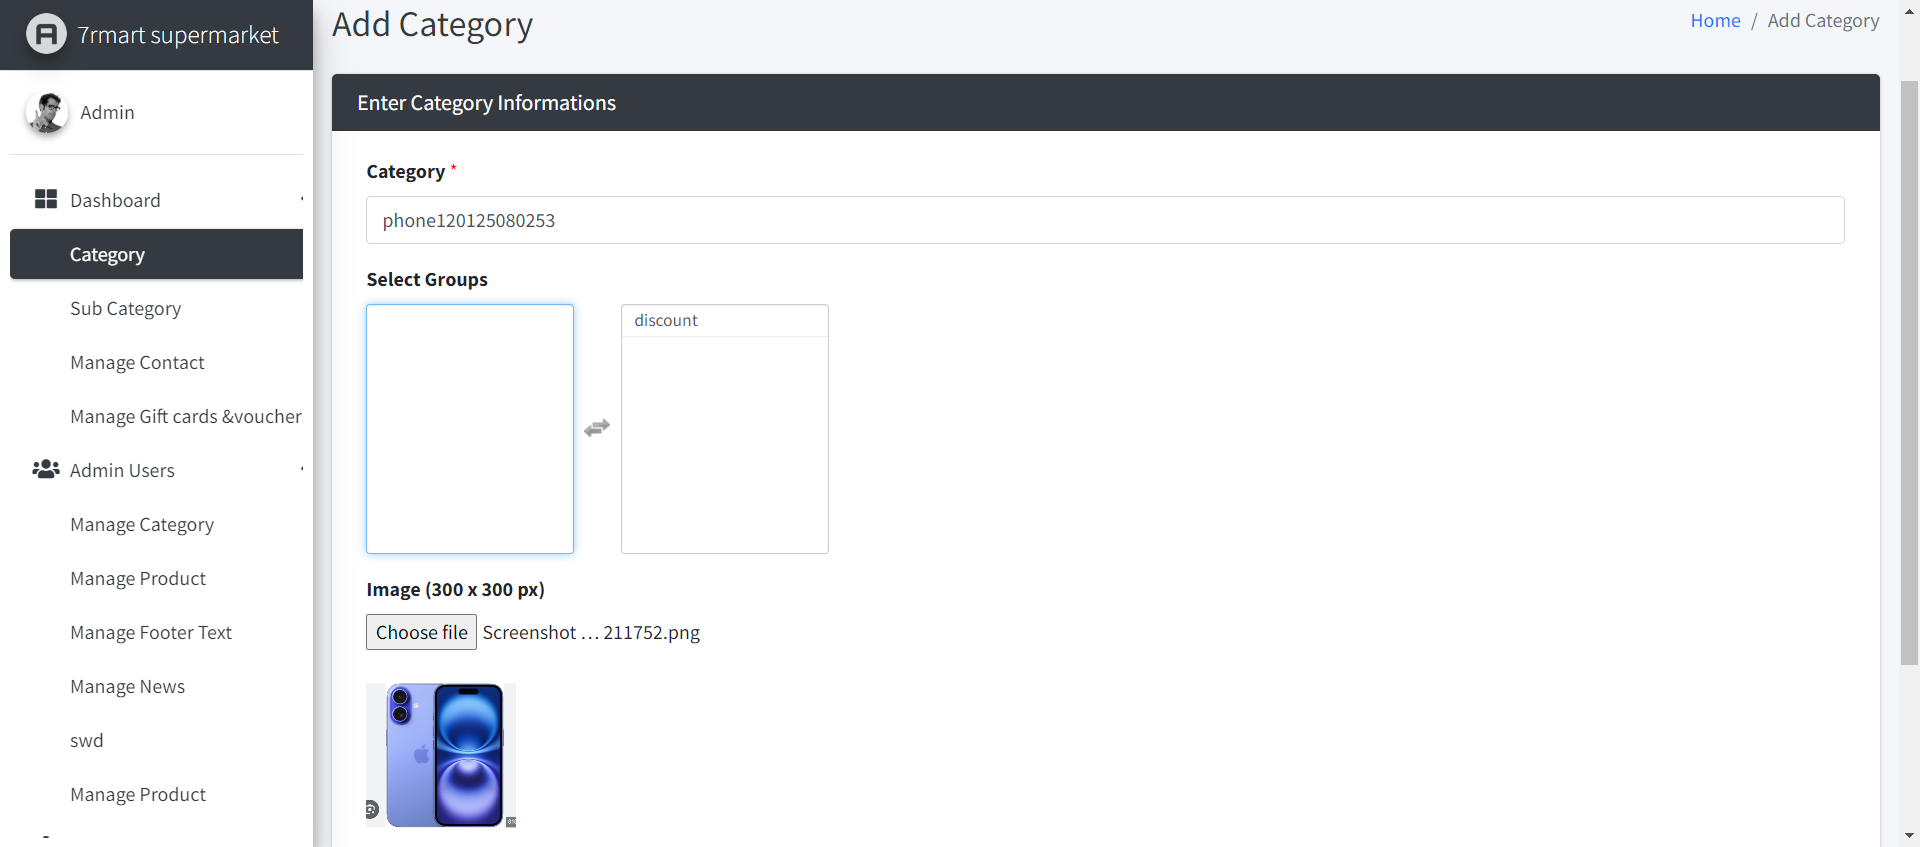 7rmart supermarket
Admin
Dashboard
Category
Sub Category
Manage Contact
Manage Gift cards &voucher
Admin Users
Manage Category
Manage Product
Manage Footer Text
Manage News
swd
Manage Product
Add Category
Home / Add Category
Enter Category Informations
Category *
phone120125080253
Select Groups
discount
Image (300 x 300 px)
Choose file Screenshot ... 211752.png